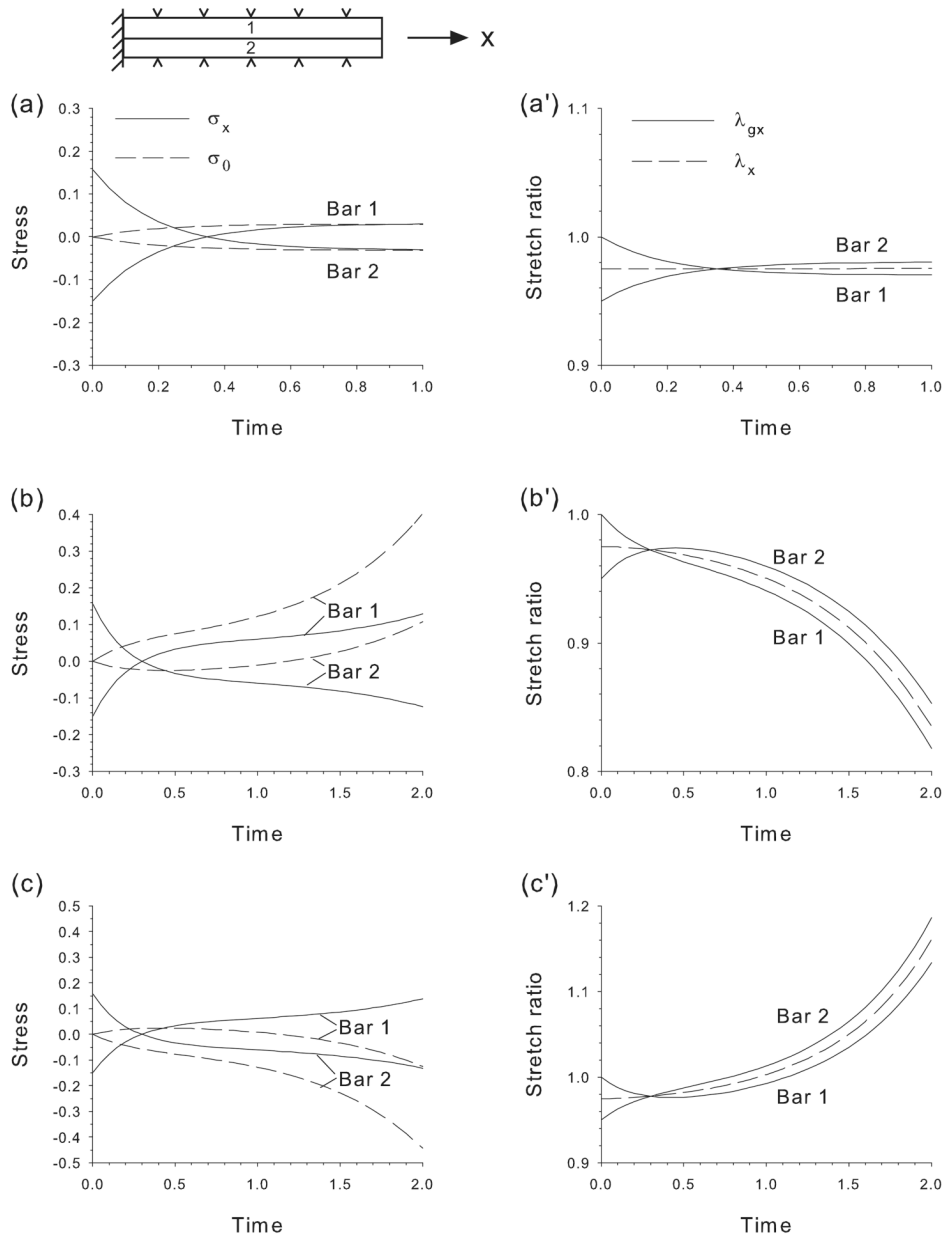 1
2
X
(a)
0.3
0.2
0.1
0.0
-0.1
-0.2
-0.3
Stress
σx
σ0
Bar 1
Bar 2
0.0 0.2 0.4 0.6 0.8 1.0
Time
(a')
1.1
1.0
0.9
Stretch ratio
λgx
λx
Bar 2
Bar 1
0.0 0.2 0.4 0.6 0.8 1.0
Time
(b)
0.4
0.3
0.2
0.1
0.0
-0.1
-0.2
-0.3
Stress
Bar 1
Bar 2
0.0 0.5 1.0 1.5 2.0
Time
(b')
1.0
0.9
0.8
Stretch ratio
Bar 2
Bar 1
0.0 0.5 1.0 1.5 2.0
Time
(c)
0.5
0.4
0.3
0.2
0.1
0.0
-0.1
-0.2
-0.3
-0.4
-0.5
Stress
Bar 1
Bar 2
0.0 0.5 1.0 1.5 2.0
Time
(c')
1.2
1.1
1.0
0.9
Stretch ratio
Bar 2
Bar 1
0.0 0.5 1.0 1.5 2.0
Time